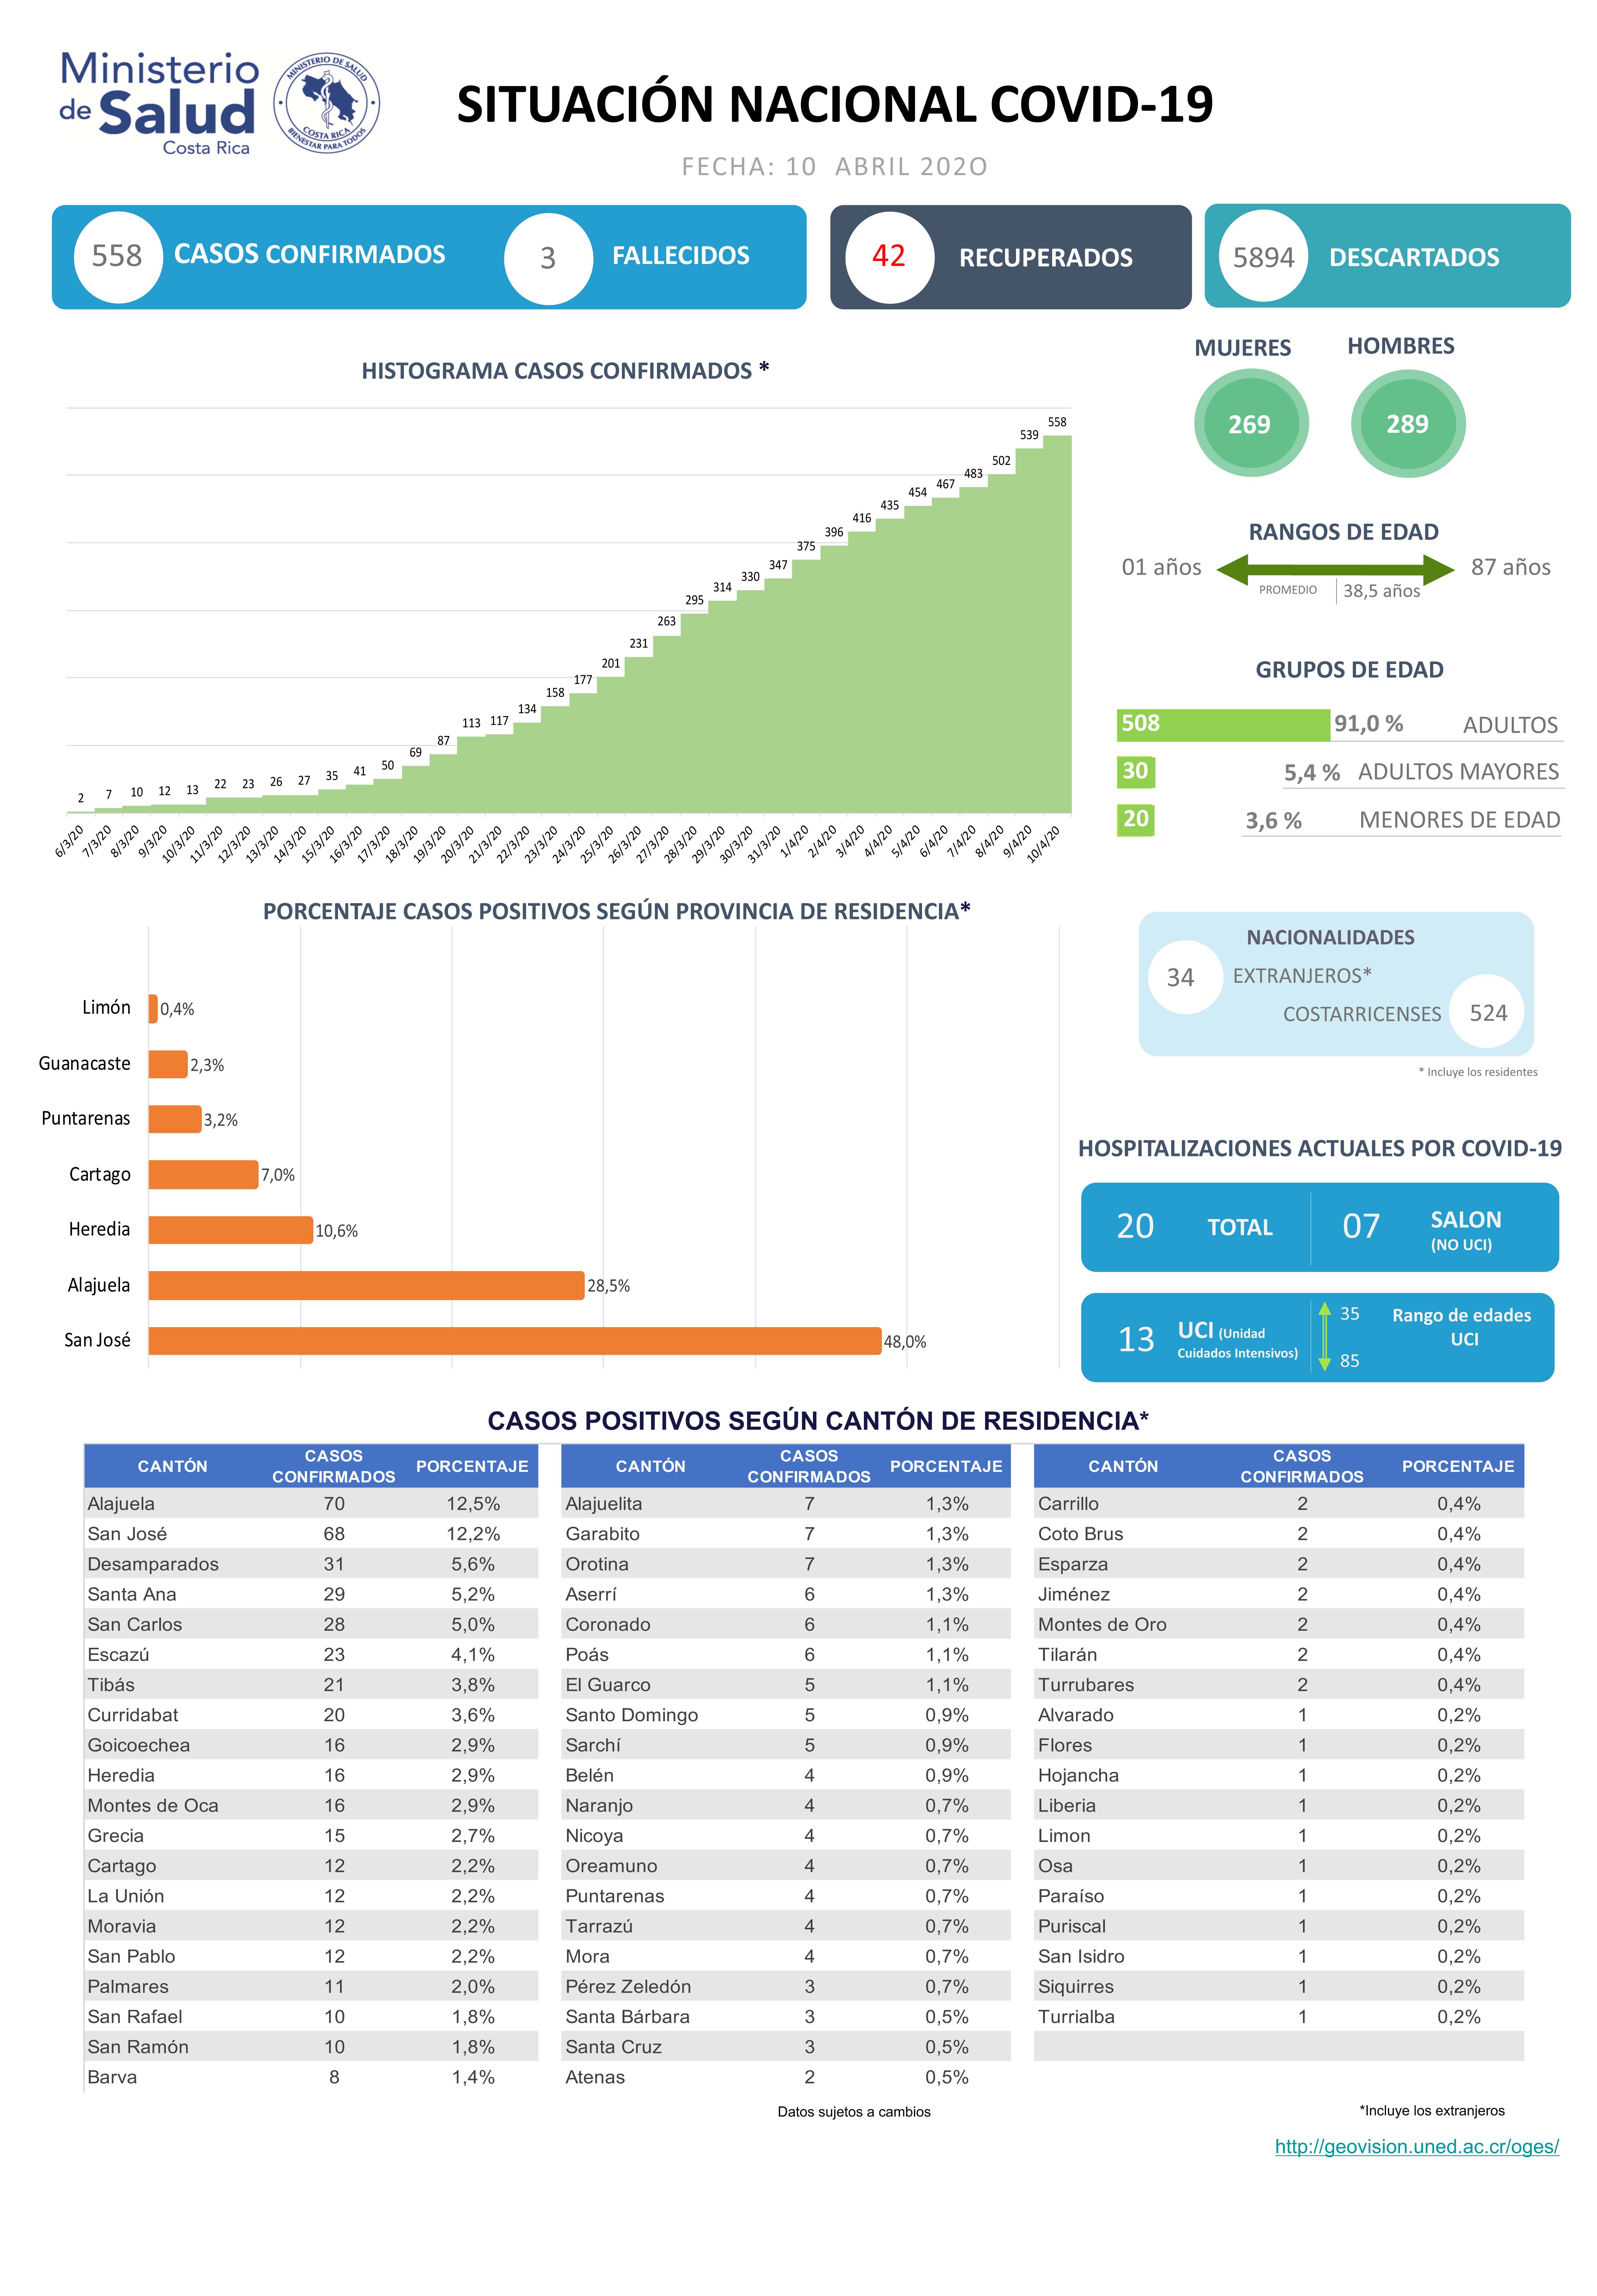 Ministerio
de Salud
Costa Rica
MINISTERIO DE SALUD
COSTA RICA
BIENESTAR PARA TODOS
SITUACIÓN NACIONAL COVID-19
FECHA: 10 ABRIL 202O
558 CASOS CONFIRMADOS 3 FALLECIDOS 42 RECUPERADOS 5894 DESCARTADOS
HISTOGRAMA CASOS CONFIRMADOS *
2 7 10 12 13 22 23 26 27 35 41 50 69 87 113 117 134 158 177 201 231 263 295 314 330 347 375 396 416 435 454 467 483 502 539 558
6/3/20 7/3/20 8/3/20 9/3/20 10/3/20 11/3/20 12/3/20 13/3/20 14/3/20 15/3/20 16/3/20 17/3/20 18/3/20 19/3/20 20/3/20 21/3/20 22/3/20 23/3/20 24/3/20 25/3/20 26/3/20 27/3/20 28/3/20 29/3/20 30/3/20 31/3/20 1/4/20 2/4/20 3/4/20 4/4/20 5/4/20 6/4/20 7/4/20 8/4/20 9/4/20 10/4/20
MUJERES HOMBRES
269 289
RANGOS DE EDAD
01 años 87 años
PROMEDIO 38,5 años
GRUPOS DE EDAD
508 91,0 % ADULTOS
30 5,4 % ADULTOS MAYORES
20 3,6 % MENORES DE EDAD
PORCENTAJE CASOS POSITIVOS SEGÚN PROVINCIA DE RESIDENCIA*
Limón 0,4%
Guanacaste 2,3%
Puntarenas 3,2%
Cartago 7,0%
Heredia 10,6%
Alajuela 28,5%
San José 48,0%
NACIONALIDADES
34 EXTRANJEROS*
COSTARRICENSES 524
* Incluye los residentes
HOSPITALIZACIONES ACTUALES POR COVID-19
20 TOTAL 07 SALON
(NO UCI)
13 UCI (Unidad
Cuidados Intensivos)
35
85
Rango de edades
UCI
CASOS POSITIVOS SEGÚN CANTÓN DE RESIDENCIA*
CANTÓN CASOS CONFIRMADOS PORCENTAJE
Alajuela 70 12,5%
San José 68 12,2%
Desamparados 31 5,6%
Santa Ana 29 5,2%
San Carlos 28 5,0%
Escazú 23 4,1%
Tibás 21 3,8%
Curridabat 20 3,6%
Goicoechea 16 2,9%
Heredia 16 2,9%
Montes de Oca 16 2,9%
Grecia 15 2,7%
Cartago 12 2,2%
La Unión 12 2,2%
Moravia 12 2,2%
San Pablo 12 2,2%
Palmares 11 2,0%
San Rafael 10 1,8%
San Ramón 10 1,8%
Barva 8 1,4%
CANTÓN CASOS CONFIRMADOS PORCENTAJE
Alajuelita 7 1,3%
Garabito 7 1,3%
Orotina 7 1,3%
Aserrí 6 1,3%
Coronado 6 1,1%
Poás 6 1,1%
El Guarco 5 1,1%
Santo Domingo 5 0,9%
Sarchí 5 0,9%
Belén 4 0,9%
Naranjo 4 0,7%
Nicoya 4 0,7%
Oreamuno 4 0,7%
Puntarenas 4 0,7%
Tarrazú 4 0,7%
Mora 4 0,7%
Pérez Zeledón 3 0,7%
Santa Bárbara 3 0,5%
Santa Cruz 3 0,5%
Atenas 2 0,5%
CANTÓN CASOS CONFIRMADOS PORCENTAJE
Carrillo 2 0,4%
Coto Brus 2 0,4%
Esparza 2 0,4%
Jiménez 2 0,4%
Montes de Oro 2 0,4%
Tilarán 2 0,4%
Turrubares 2 0,4%
Alvarado 1 0,2%
Flores 1 0,2%
Hojancha 1 0,2%
Liberia 1 0,2%
Limon 1 0,2%
Osa 1 0,2%
Paraíso 1 0,2%
Puriscal 1 0,2%
San Isidro 1 0,2%
Siquirres 1 0,2%
Turrialba 1 0,2%
Datos sujetos a cambios
*Incluye los extranjeros
http://geovision.uned.ac.cr/oges/